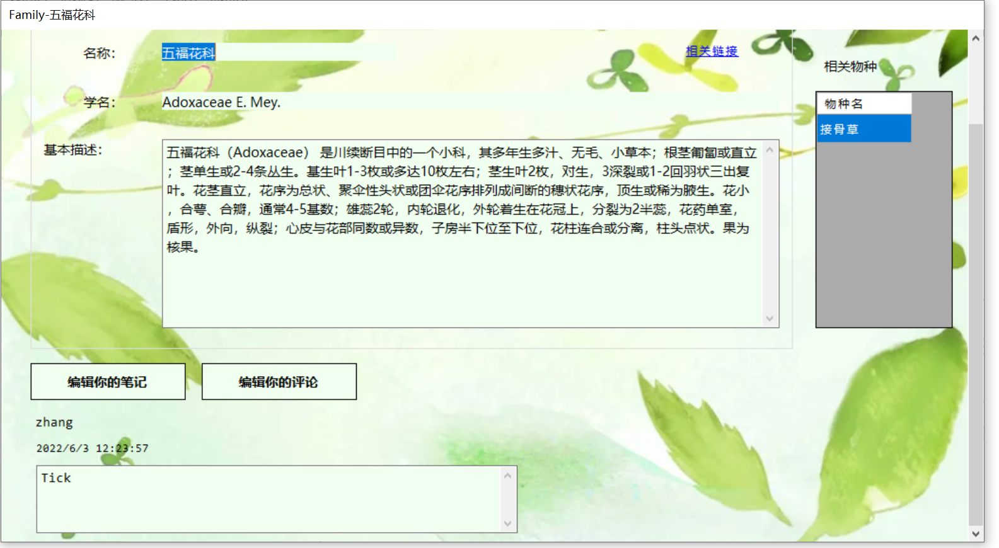 Family-五福花科
名称：
五福花科
相关链接
学名：
Adoxaceae E. Mey.
基本描述：
五福花科（Adoxaceae） 是川续断目中的一个小科，其多年生多汁、无毛、小草本；根茎匍匐或直立
；茎单生或2-4条丛生。基生叶1-3枚或多达10枚左右；茎生叶2枚，对生，3深裂或1-2回羽状三出复
叶。花茎直立，花序为总状、聚伞性头状或团伞花序排列成间断的穗状花序，顶生或稀为腋生。花小
，合萼、合瓣，通常4-5基数；雄蕊2轮，内轮退化，外轮着生在花冠上，分裂为2半蕊，花药单室，
盾形，外向，纵裂；心皮与花部同数或异数，子房半下位至下位，花柱连合或分离，柱头点状。果为
核果。
相关物种
物种名
接骨草
编辑你的笔记
编辑你的评论
zhang
2022/6/3 12:23:57
Tick